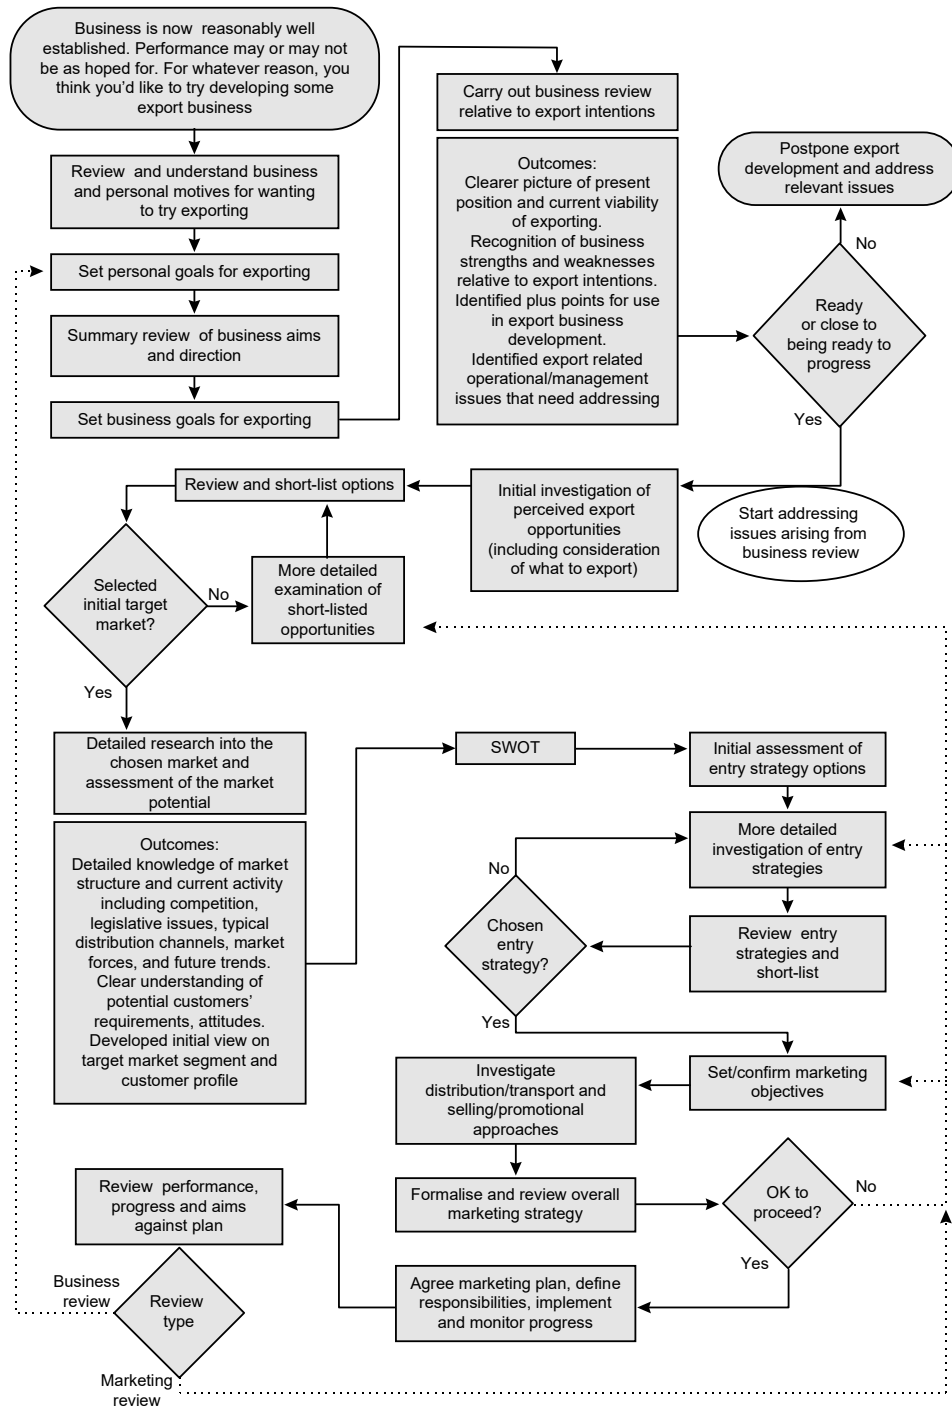 Business is now reasonably well
established. Performance may or may not
be as hoped for. For whatever reason, you
think you'd like to try developing some
export business
Review and understand business
and personal motives for wanting
to try exporting
Set personal goals for exporting
Summary review of business aims
and direction
Set business goals for exporting
Carry out business review
relative to export intentions
Outcomes:
Clearer picture of present
position and current viability
of exporting.
Recognition of business
strengths and weaknesses
relative to export intentions.
Identified plus points for use
in export business
development.
Identified export related
operational/management
issues that need addressing
Postpone export
development and address
relevant issues
No
Ready
or close to
being ready to
progress
Yes
Start addressing
issues arising from
business review
Initial investigation of
perceived export
opportunities
(including consideration
of what to export)
Review and short-list options
More detailed
examination of
short-listed
opportunities
Selected
initial target
market?
No
Yes
Detailed research into the
chosen market and
assessment of the market
potential
Outcomes:
Detailed knowledge of market
structure and current activity
including competition,
legislative issues, typical
distribution channels, market
forces, and future trends.
Clear understanding of
potential customers'
requirements, attitudes.
Developed initial view on
target market segment and
customer profile
SWOT
Initial assessment of
entry strategy options
More detailed
investigation of entry
strategies
Review entry
strategies and
short-list
No
Chosen
entry
strategy?
Yes
Set/confirm marketing
objectives
Investigate
distribution/transport and
selling/promotional
approaches
Formalise and review overall
marketing strategy
OK to
proceed?
No
Yes
Agree marketing plan, define
responsibilities, implement
and monitor progress
Review performance,
progress and aims
against plan
Business
review
Review
type
Marketing
review